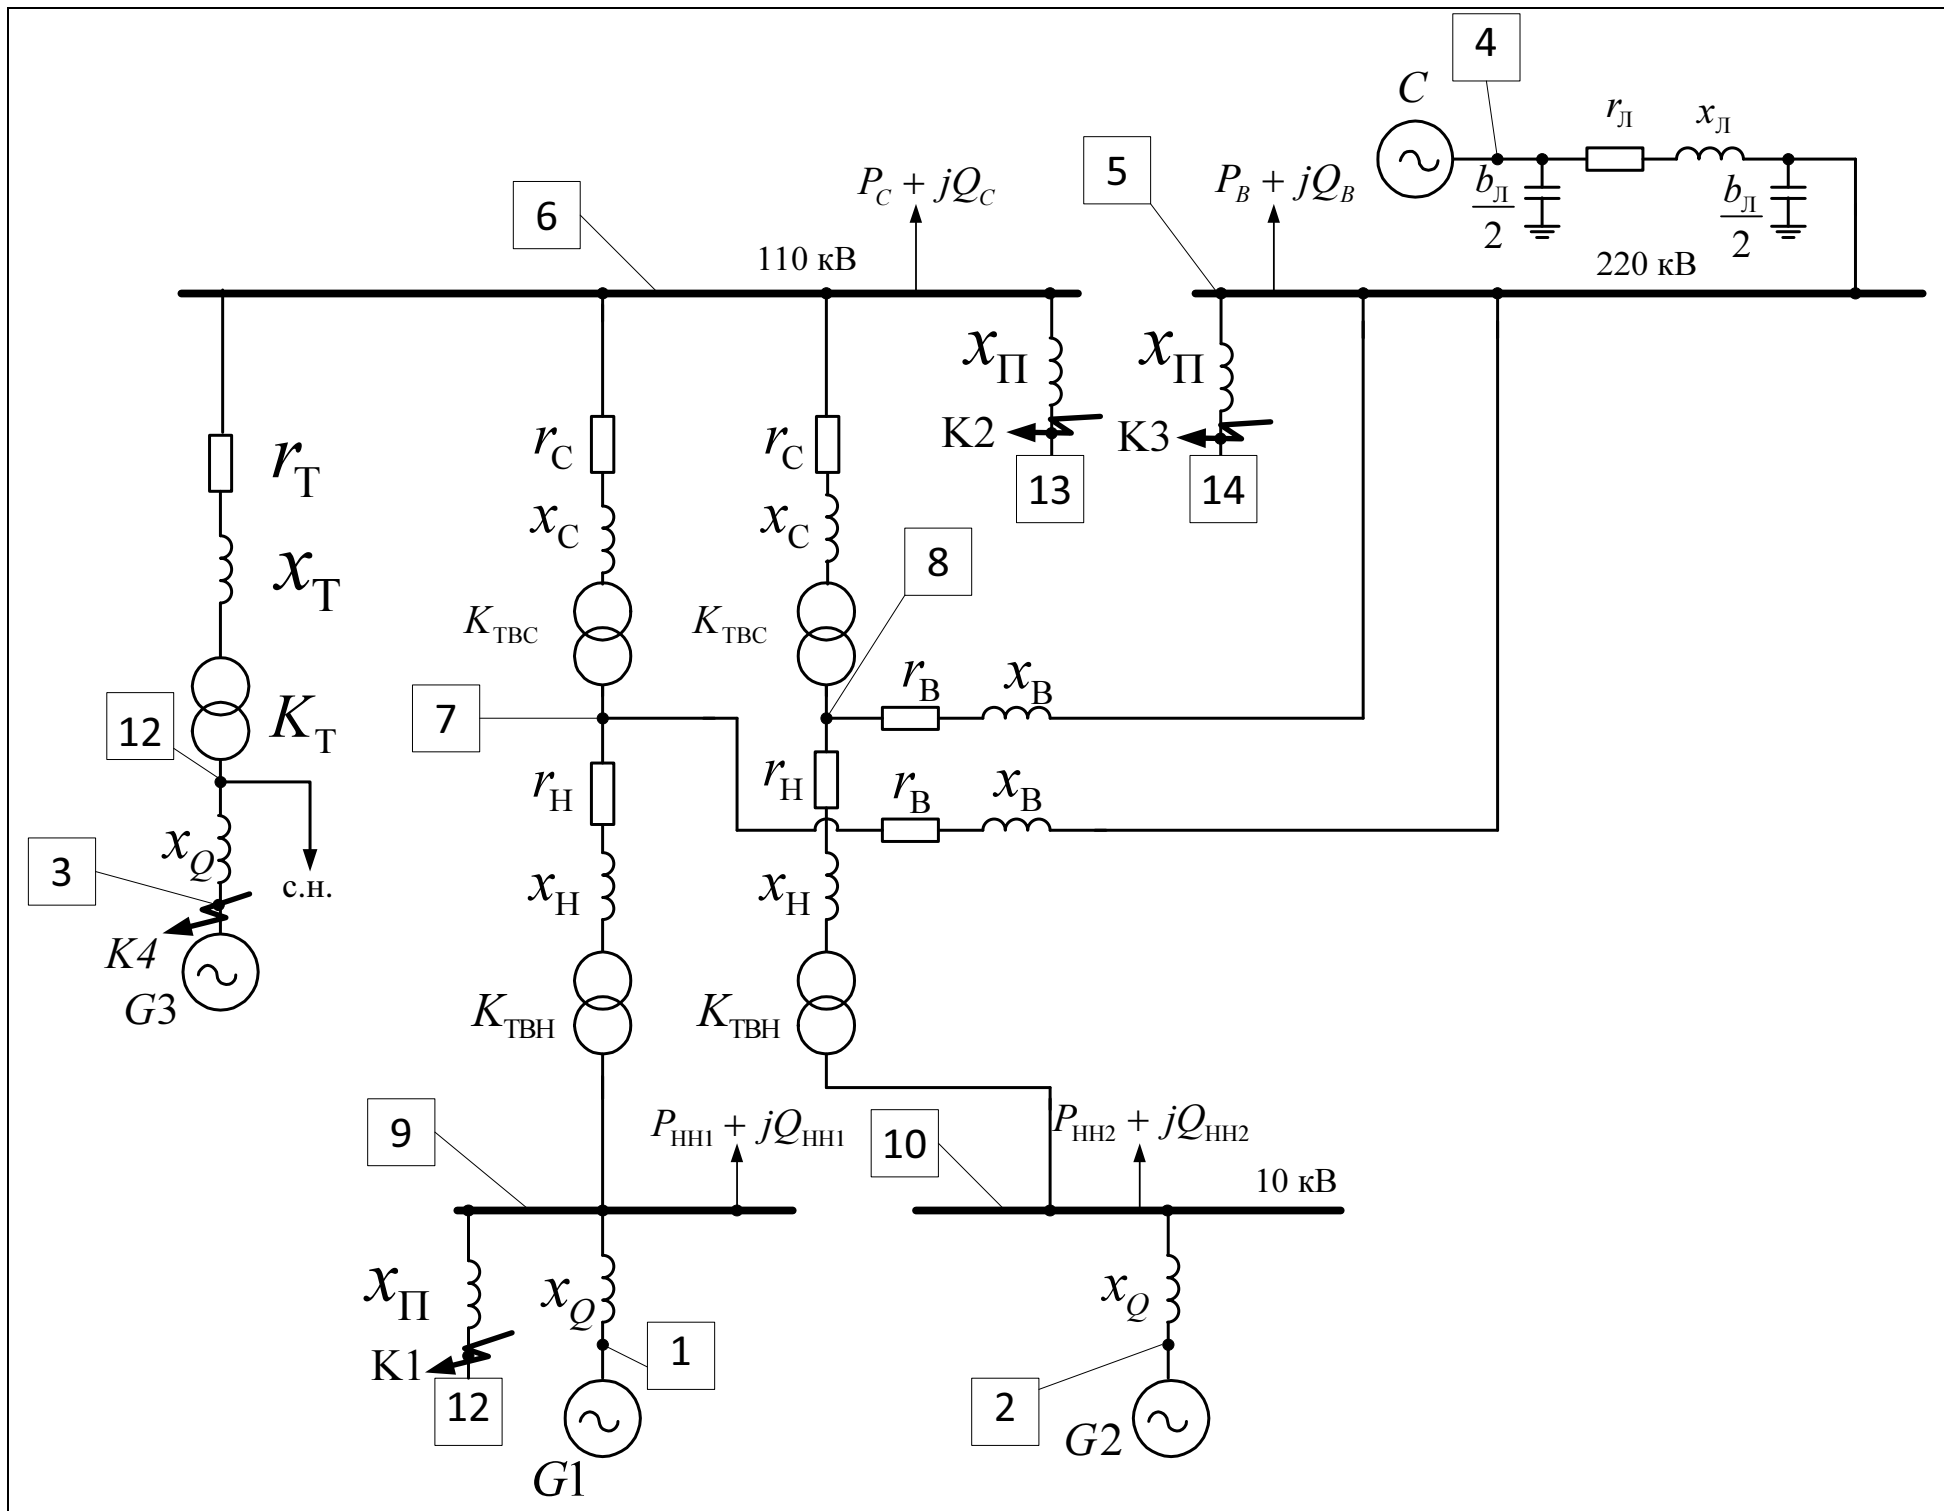 4
C
r_Л
x_Л
5
P_C + jQ_C
P_B + jQ_B
b_Л
2
b_Л
2
6
110 кВ
220 кВ
x_П
x_П
r_Т
r_С
r_С
К2
К3
13
14
x_С
x_С
8
x_Т
K_ТВС
K_ТВС
r_В
x_В
12
K_Т
7
r_Н
r_Н
r_В
x_В
x_Q
3
с.н.
x_Н
x_Н
K4
G3
K_ТВН
K_ТВН
9
P_НН1 + jQ_НН1
10
P_НН2 + jQ_НН2
10 кВ
x_П
x_Q
x_Q
К1
1
12
2
G2
G1